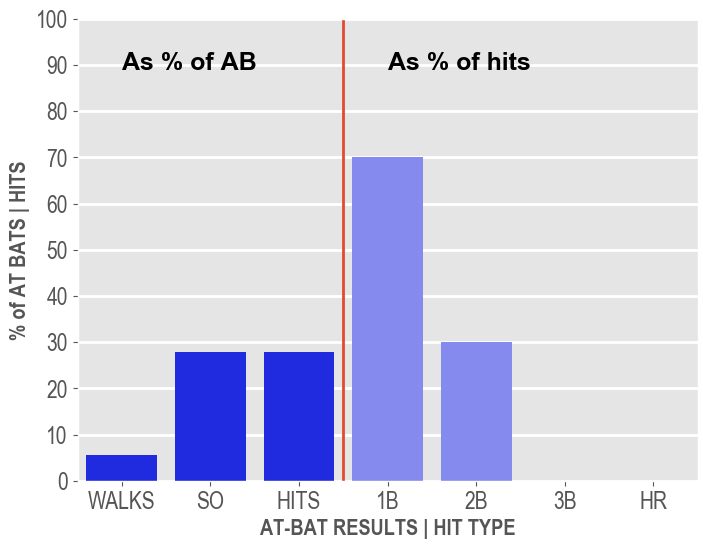 As % of AB
As % of hits
100
90
80
70
60
50
40
30
20
10
0
% of AT BATS | HITS
WALKS SO HITS 1B 2B 3B HR
AT-BAT RESULTS | HIT TYPE